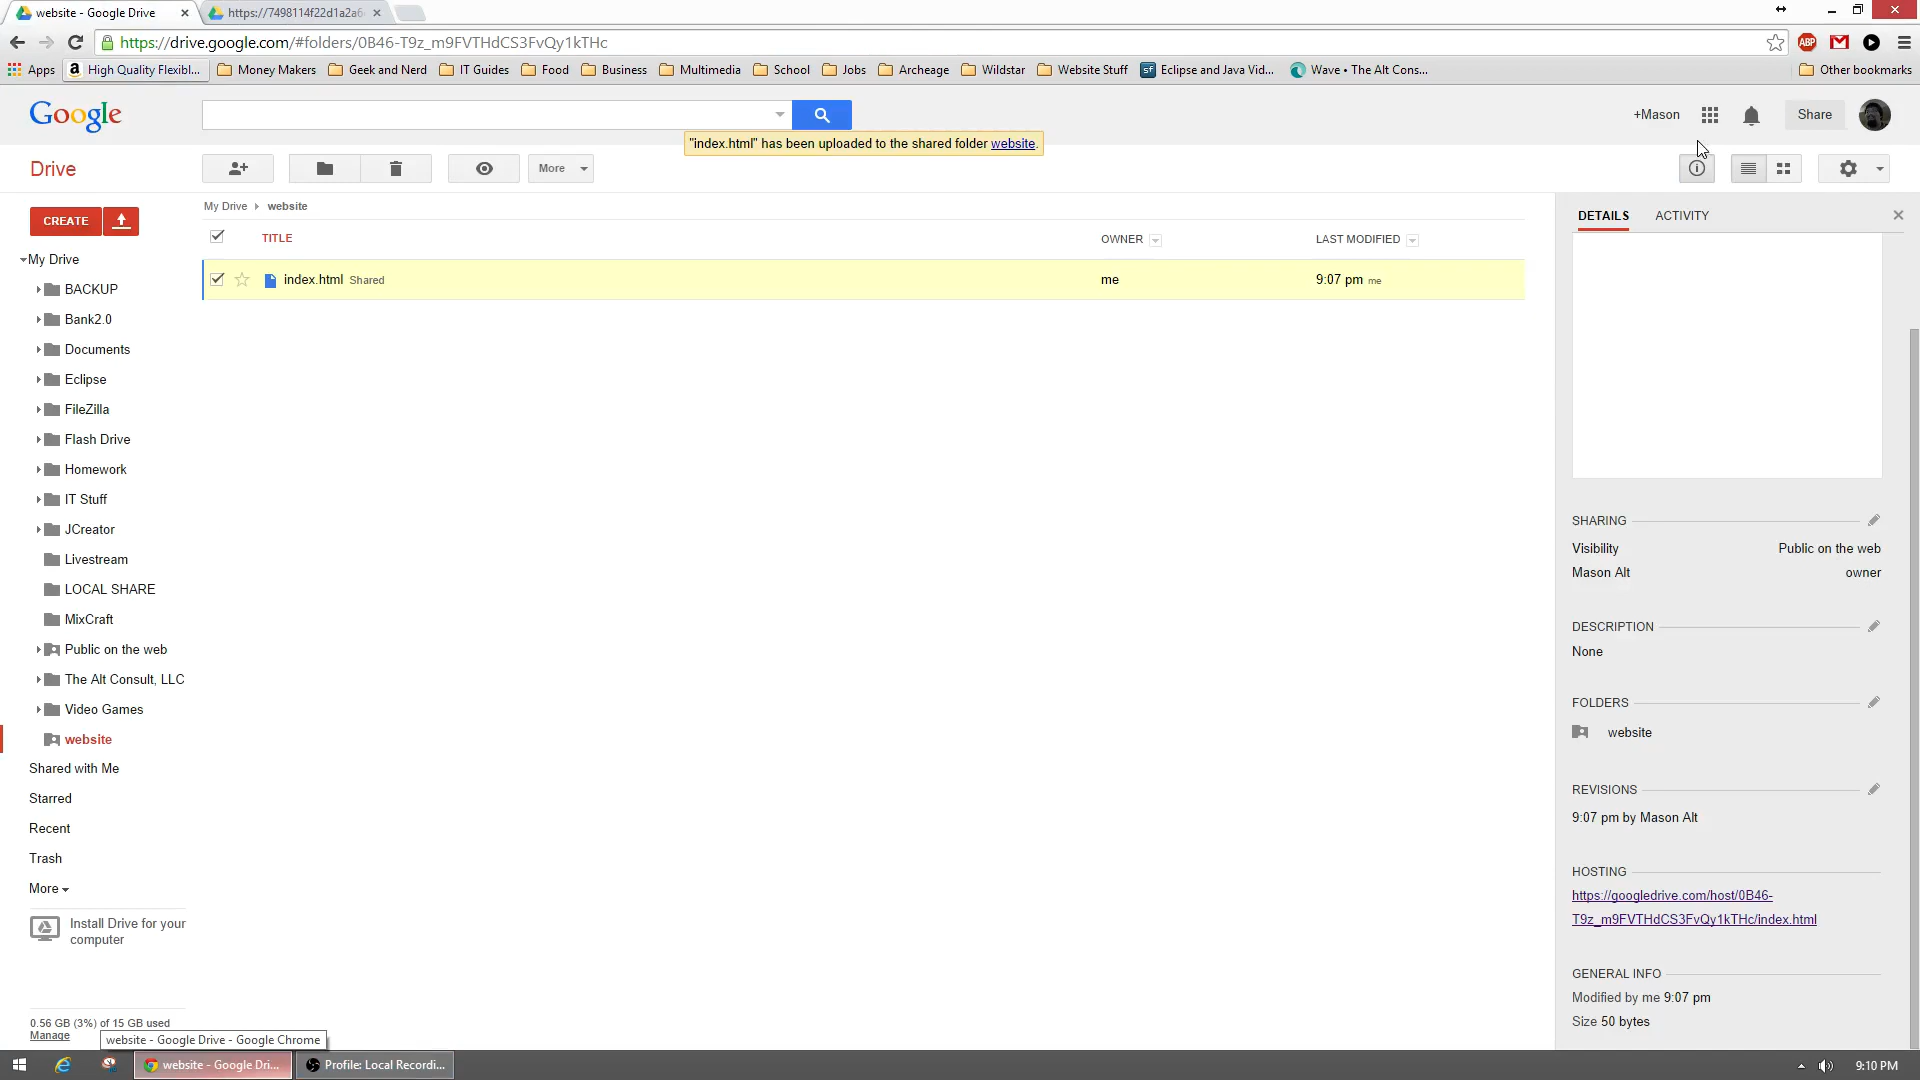 website - Google Drive
https://7498114f22d1a2a6
https://drive.google.com/#folders/0B46-T9z_m9FVTHdCS3FvQy1kTHc
ABP
Apps
a High Quality Flexibl...
Money Makers
Geek and Nerd
IT Guides
Food
Business
Multimedia
School
Jobs
Archeage
Wildstar
Website Stuff
sf Eclipse and Java Vid...
Wave • The Alt Cons...
Other bookmarks
Google
+Mason
Share
"index.html" has been uploaded to the shared folder website.
Drive
More
CREATE
My Drive
BACKUP
Bank2.0
Documents
Eclipse
FileZilla
Flash Drive
Homework
IT Stuff
JCreator
Livestream
LOCAL SHARE
MixCraft
Public on the web
The Alt Consult, LLC
Video Games
website
Shared with Me
Starred
Recent
Trash
More
Install Drive for your
computer
0.56 GB (3%) of 15 GB used
Manage
My Drive website
TITLE OWNER LAST MODIFIED
index.html Shared me 9:07 pm me
DETAILS ACTIVITY
SHARING
Visibility Public on the web
Mason Alt owner
DESCRIPTION
None
FOLDERS
website
REVISIONS
9:07 pm by Mason Alt
HOSTING
https://googledrive.com/host/0B46-
T9z_m9FVTHdCS3FvQy1kTHc/index.html
GENERAL INFO
Modified by me 9:07 pm
Size 50 bytes
website - Google Drive - Google Chrome
website - Google Dri...
Profile: Local Recordi...
9:10 PM